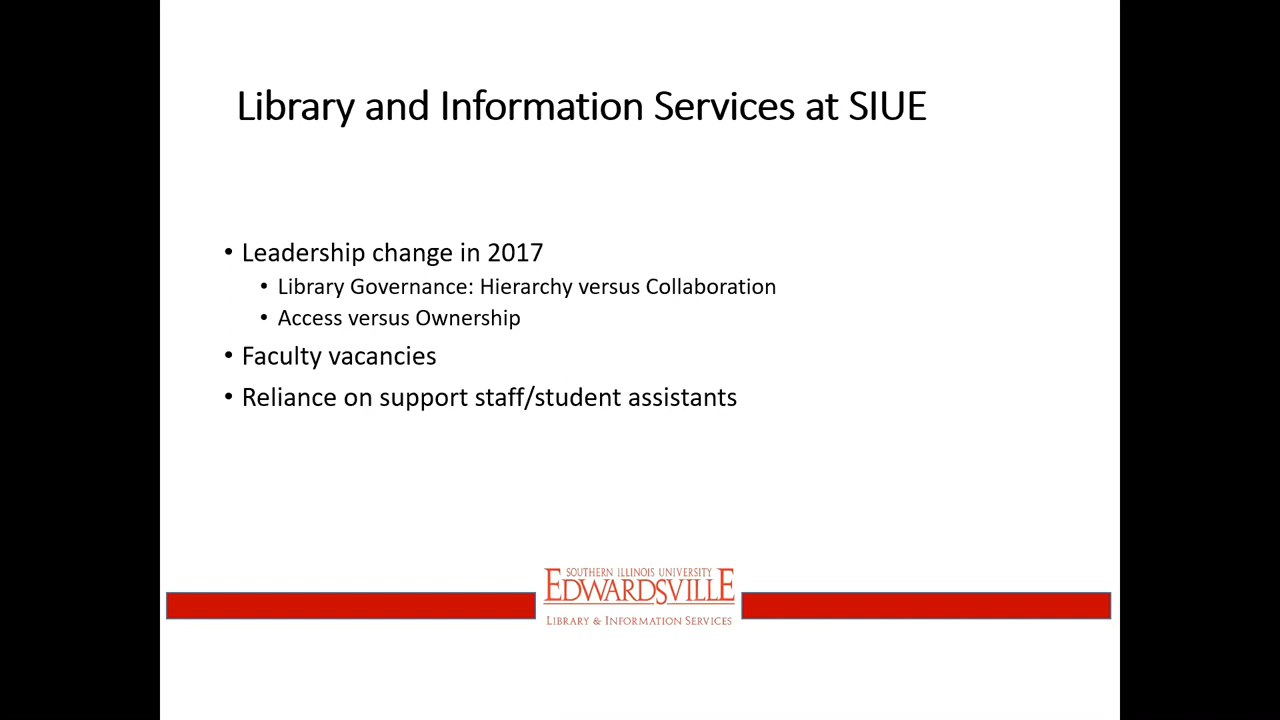 Library and Information Services at SIUE
• Leadership change in 2017
• Library Governance: Hierarchy versus Collaboration
• Access versus Ownership
• Faculty vacancies
• Reliance on support staff/student assistants
SOUTHERN ILLINOIS UNIVERSITY
EDWARDSVILLE
LIBRARY & INFORMATION SERVICES